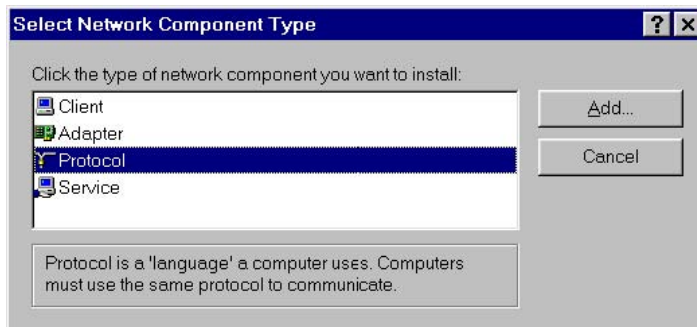 Select Network Component Type
Click the type of network component you want to install:
Client
Adapter
Protocol
Service
Add...
Cancel
Protocol is a 'language' a computer uses. Computers
must use the same protocol to communicate.